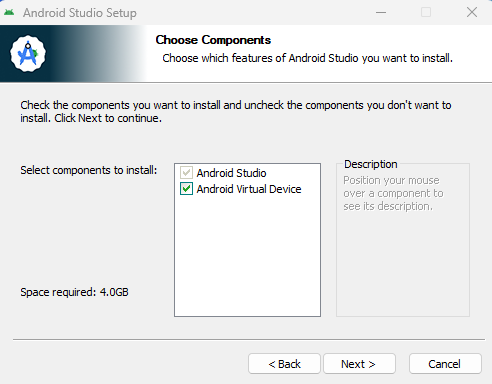 Android Studio Setup
Choose Components
Choose which features of Android Studio you want to install.
Check the components you want to install and uncheck the components you don't want to
install. Click Next to continue.
Select components to install:
Android Studio
Android Virtual Device
Description
Position your mouse
over a component to
see its description.
Space required: 4.0GB
< Back
Next >
Cancel